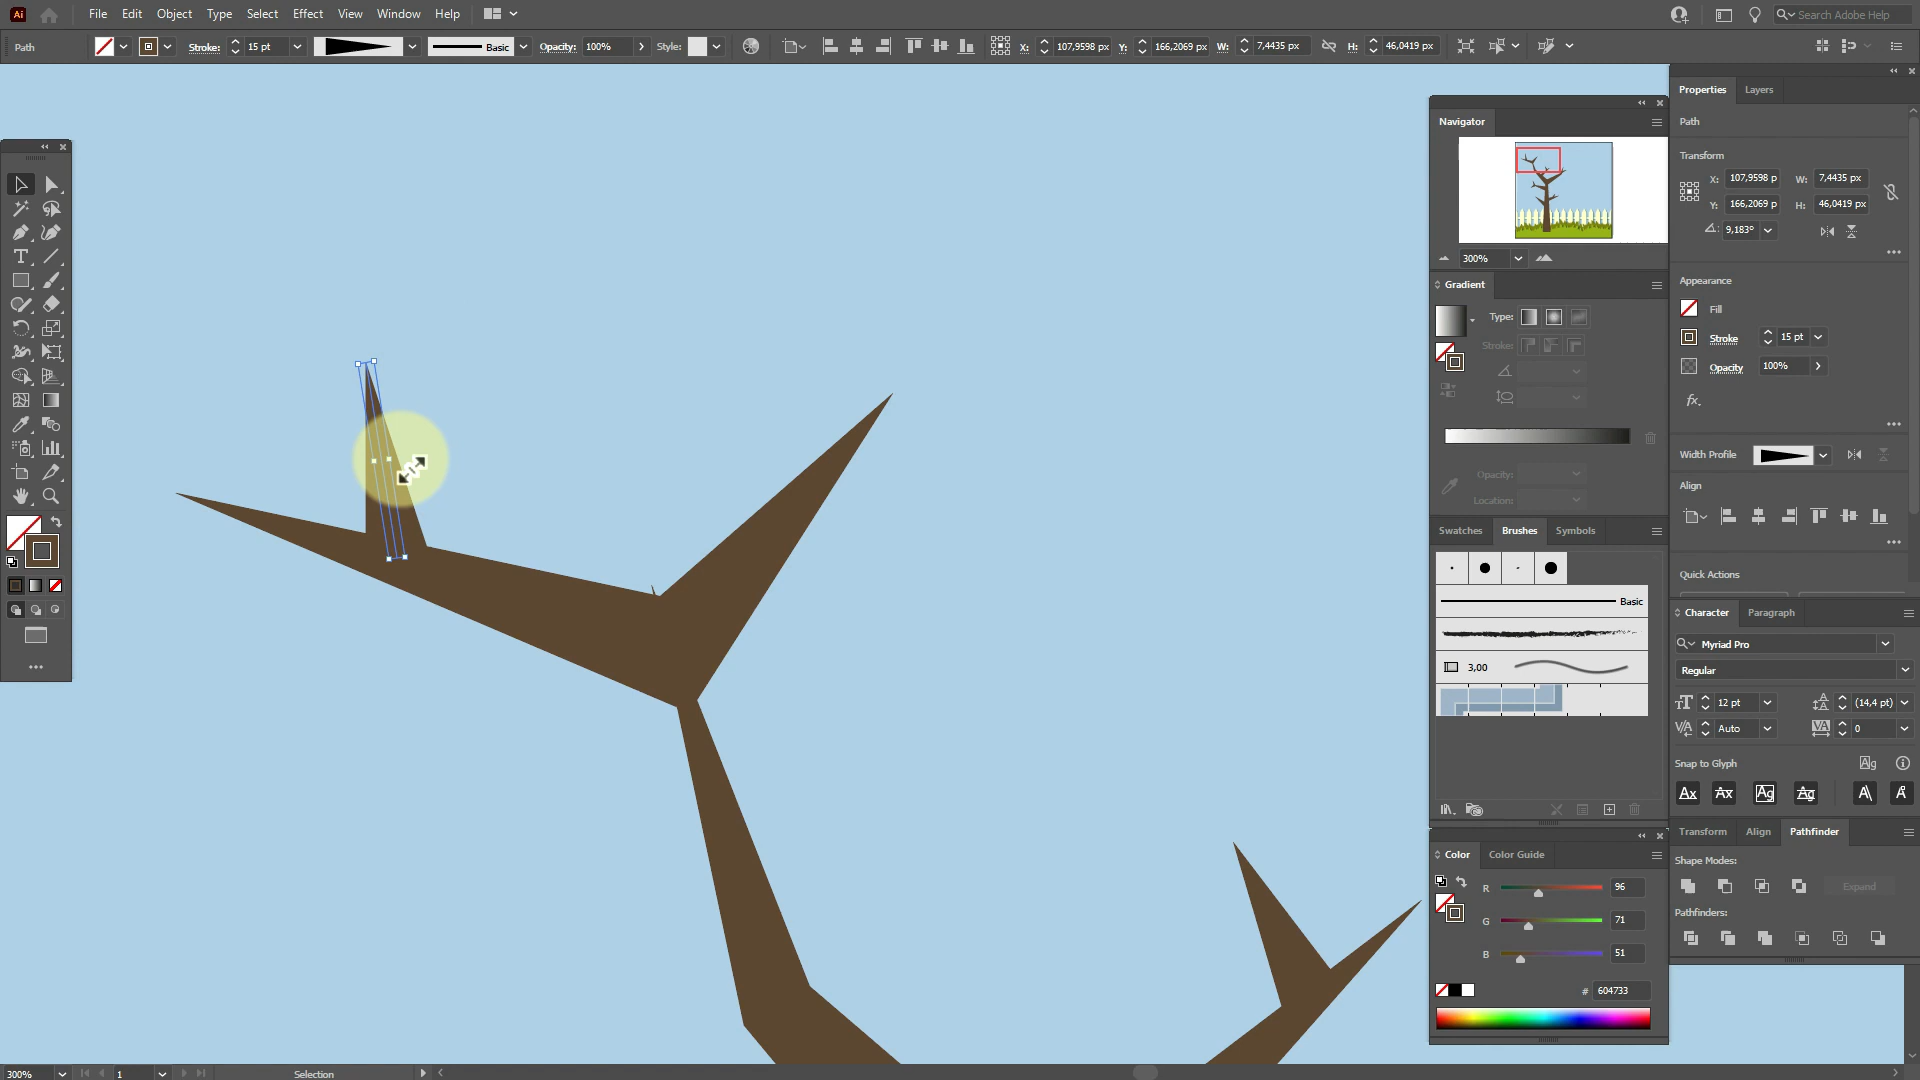 Ai File Edit Object Type Select Effect View Window Help Search Adobe Help
Path Stroke: 15 pt Basic Opacity: 100% Style: X: 107,9598 px Y: 166,2069 px W: 7,4435 px H: 46,0419 px
Properties Layers
Path
Transform
X: 107,9598 p W: 7,4435 px
Y: 166,2069 p H: 46,0419 px
9,183°
Appearance
Fill
Stroke 15 pt
Opacity 100%
fx.
Width Profile
Align
Quick Actions
Character Paragraph
Myriad Pro
Regular
12 pt (14,4 pt)
Auto 0
Snap to Glyph
Transform Align Pathfinder
Shape Modes:
Expand
Pathfinders:
Navigator
300%
Gradient
Type:
Stroke:
Opacity:
Location:
Swatches Brushes Symbols
Basic
3,00
Color Color Guide
R 96
G 71
B 51
# 604733
300% 1 Selection